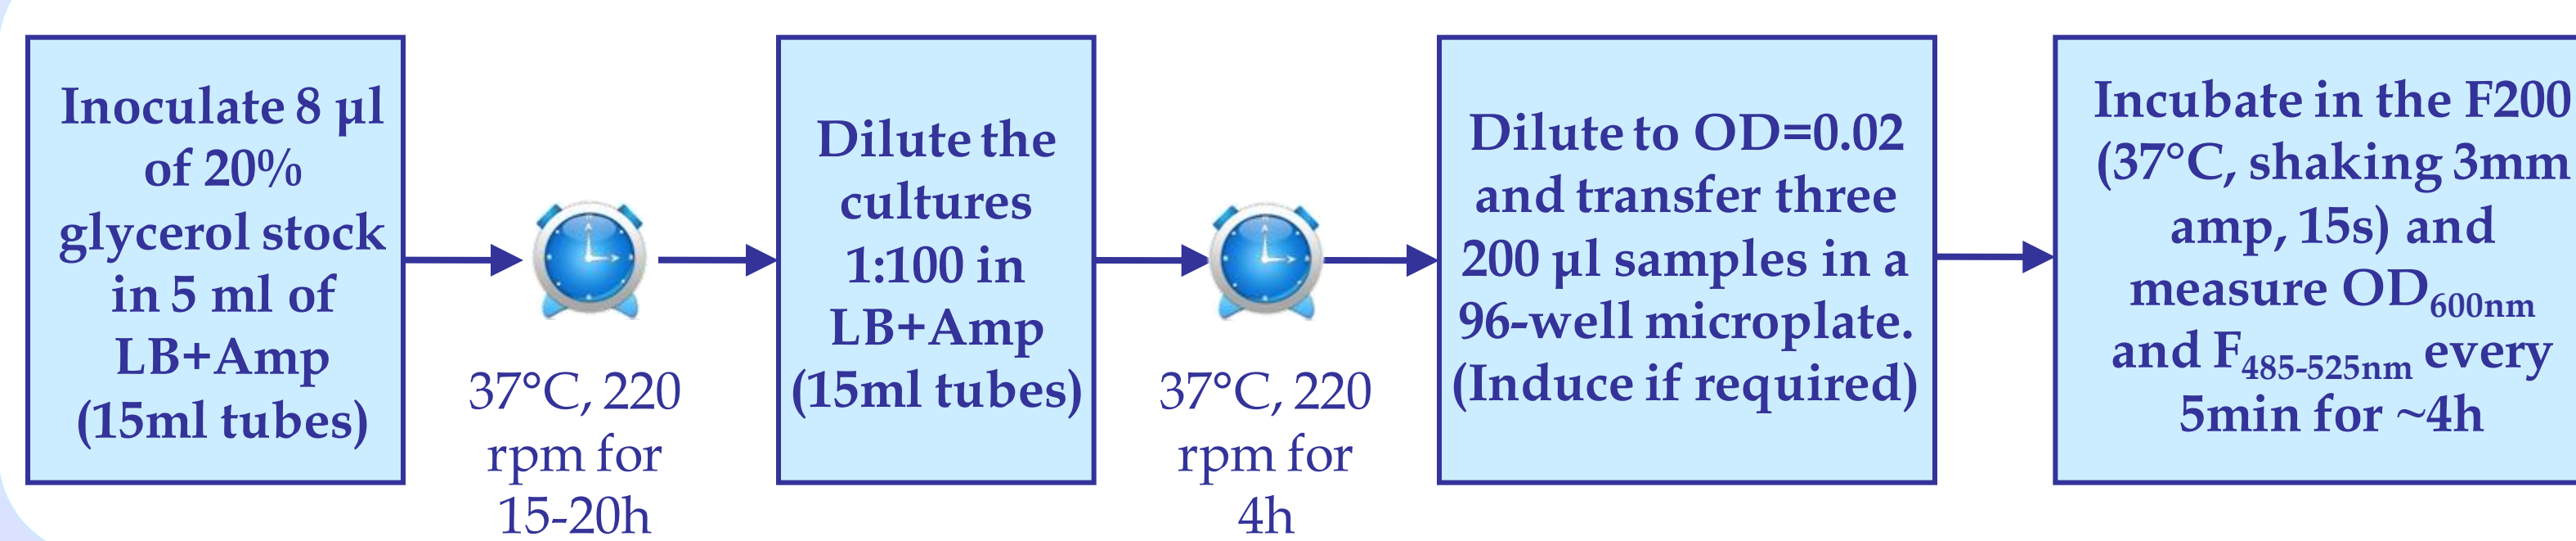 Inoculate 8 µl
of 20%
glycerol stock
in 5 ml of
LB+Amp
(15ml tubes)
37°C, 220
rpm for
15-20h
Dilute the
cultures
1:100 in
LB+Amp
(15ml tubes)
37°C, 220
rpm for
4h
Dilute to OD=0.02
and transfer three
200 µl samples in a
96-well microplate.
(Induce if required)
Incubate in the F200
(37°C, shaking 3mm
amp, 15s) and
measure OD600nm
and F485-525nm every
5min for ~4h